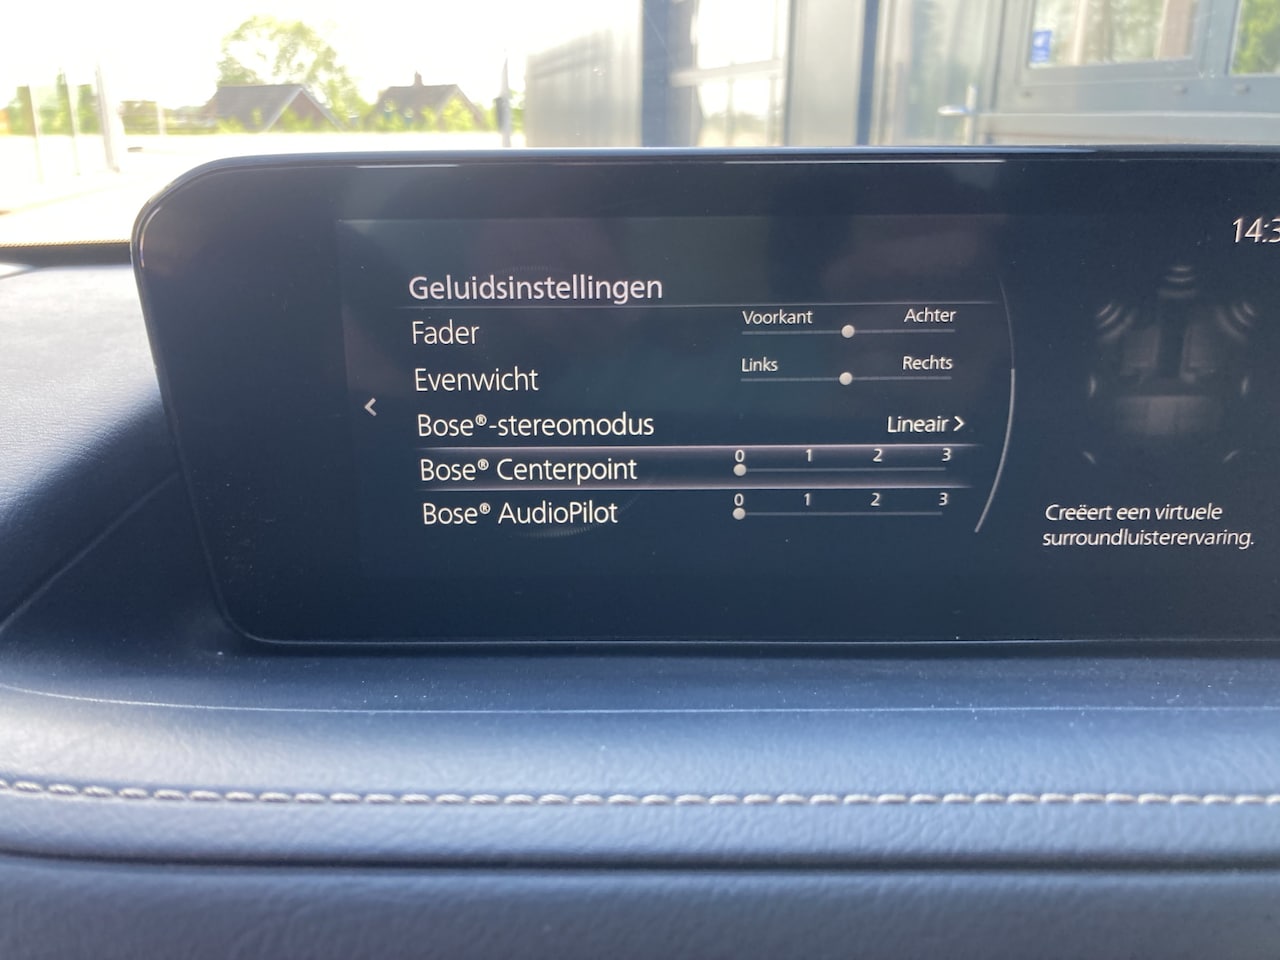 14:3
Geluidsinstellingen
Fader
Voorkant Achter
Evenwicht
Links Rechts
Bose®-stereomodus
Lineair >
Bose® Centerpoint
0 1 2 3
Bose® AudioPilot
0 1 2 3
Creëert een virtuele
surroundluisterervaring.